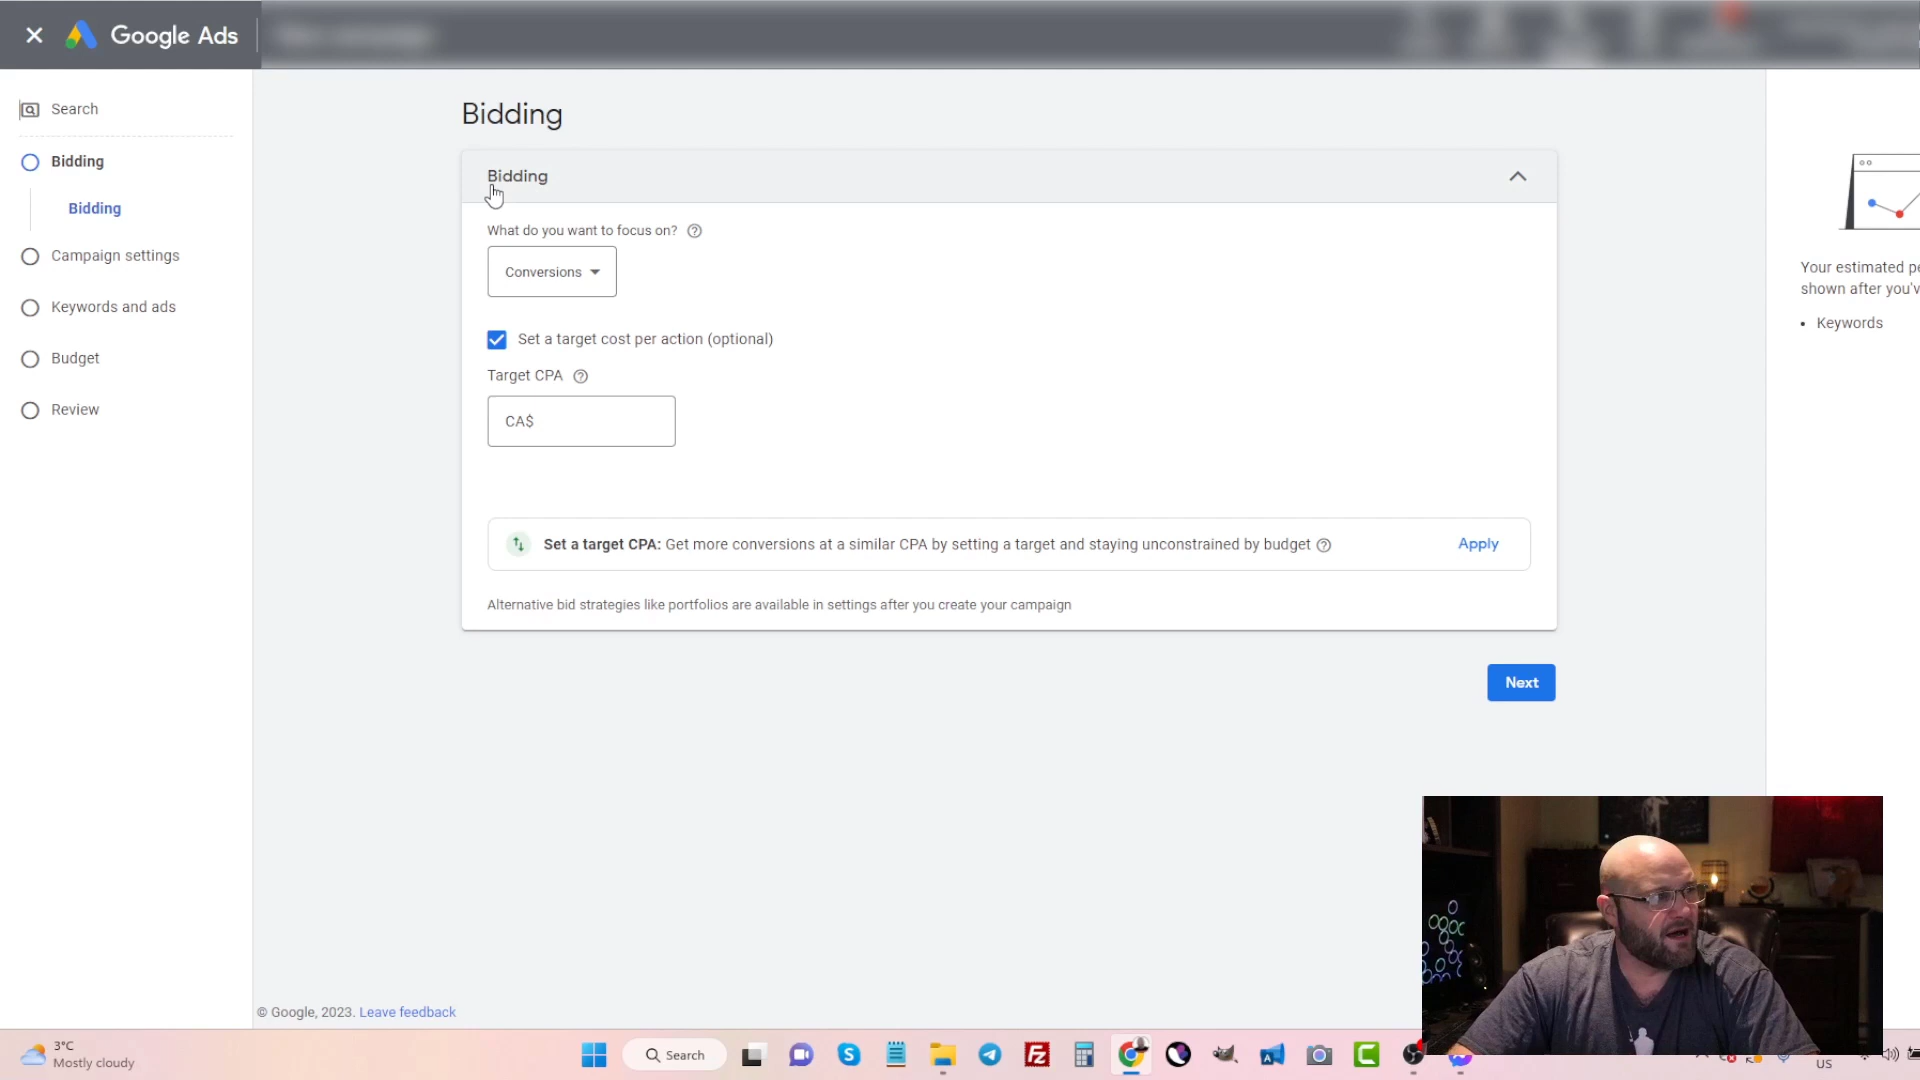 Google Ads
Search
Bidding
Bidding
Campaign settings
Keywords and ads
Budget
Review
Bidding
Bidding
What do you want to focus on?
Conversions
Set a target cost per action (optional)
Target CPA
CA$
Set a target CPA: Get more conversions at a similar CPA by setting a target and staying unconstrained by budget
Apply
Alternative bid strategies like portfolios are available in settings after you create your campaign
Next
Your estimated
shown after you've
• Keywords
© Google, 2023. Leave feedback
3°C
Mostly cloudy
Search
US